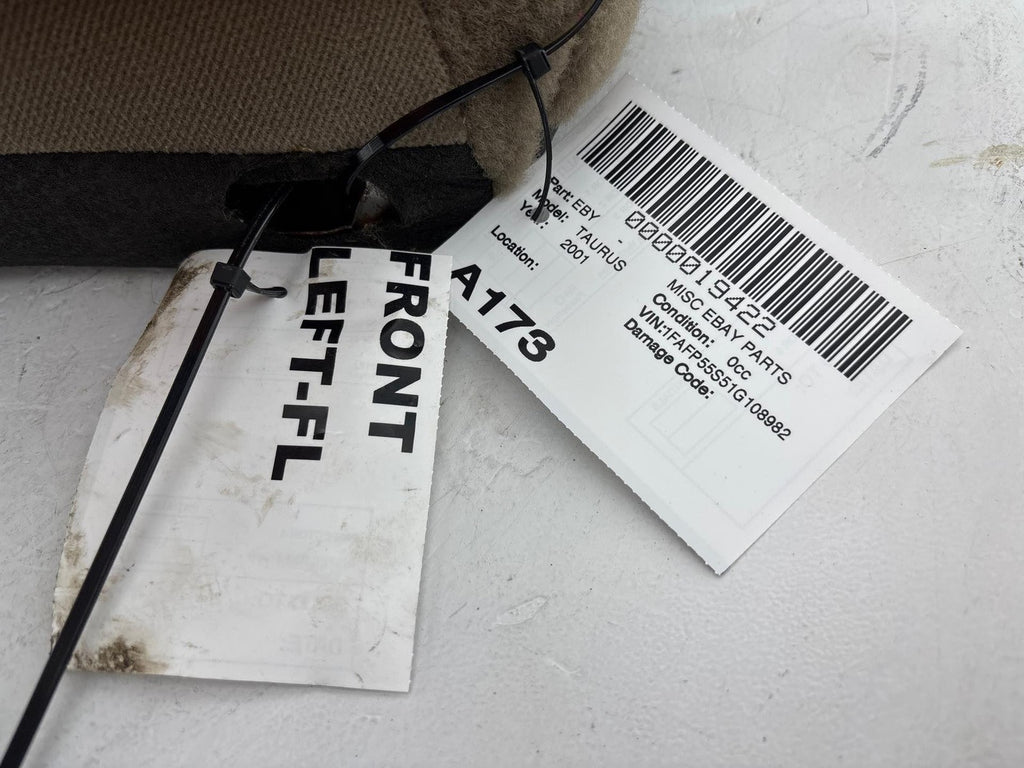 FRONT
LEFT-FL
0000019422
Part: EBY - MISC EBAY PARTS
Model: TAURUS Condition: 0cc
Year: 2001 VIN:1FAFP55S51G108982
Location: Damage Code:
A173